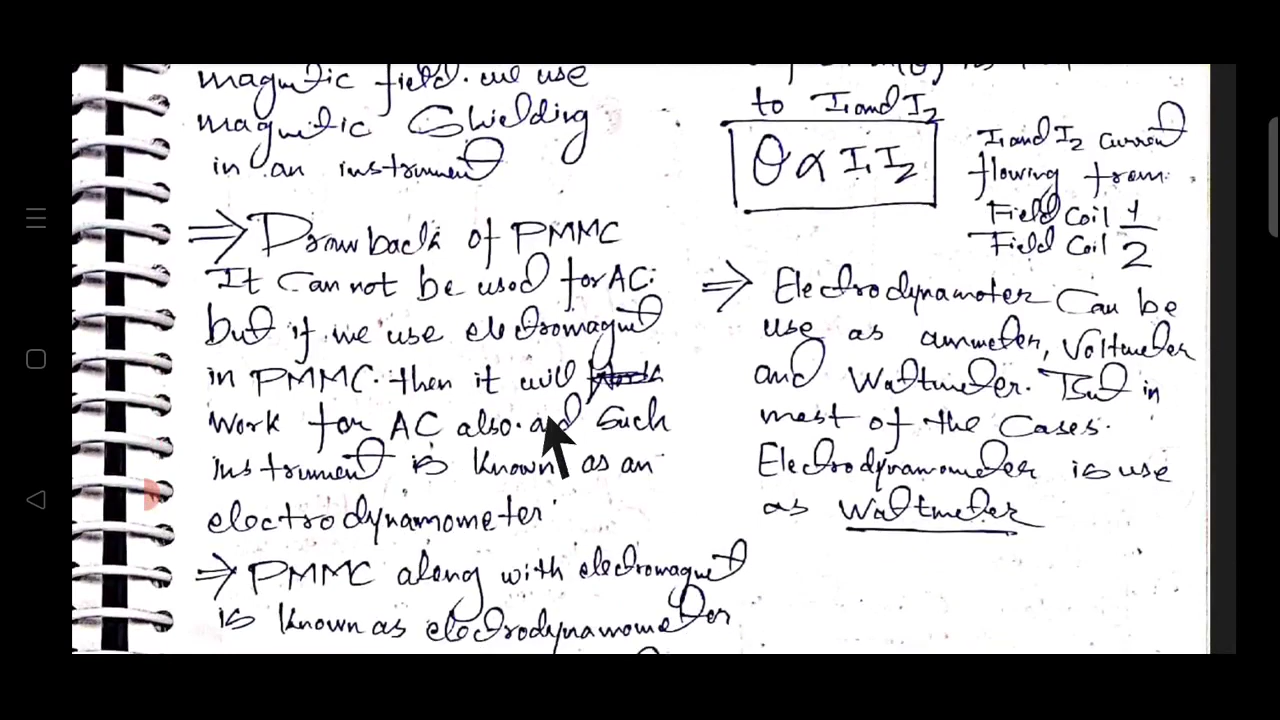 magnetic field. we use
magnetic Shielding
in an instrument
⇒ Drawback of PMMC
It Can not be used for AC.
but if we use electromagnet
in PMMC. then it will
Work for AC also. and Such
instrument is Known as an
electrodynamometer.
⇒ PMMC along with electromagnet
is Known as electrodynamometer
to I1 and I2
θ ∝ I1 I2
I1 and I2 Current
flowing from
Field Coil 1
Field Coil 2
⇒ Electrodynamoter Can be
use as ammeter, Voltmeter
and Wattmeter. But in
most of the Cases.
Electrodynamometer is use
as Wattmeter